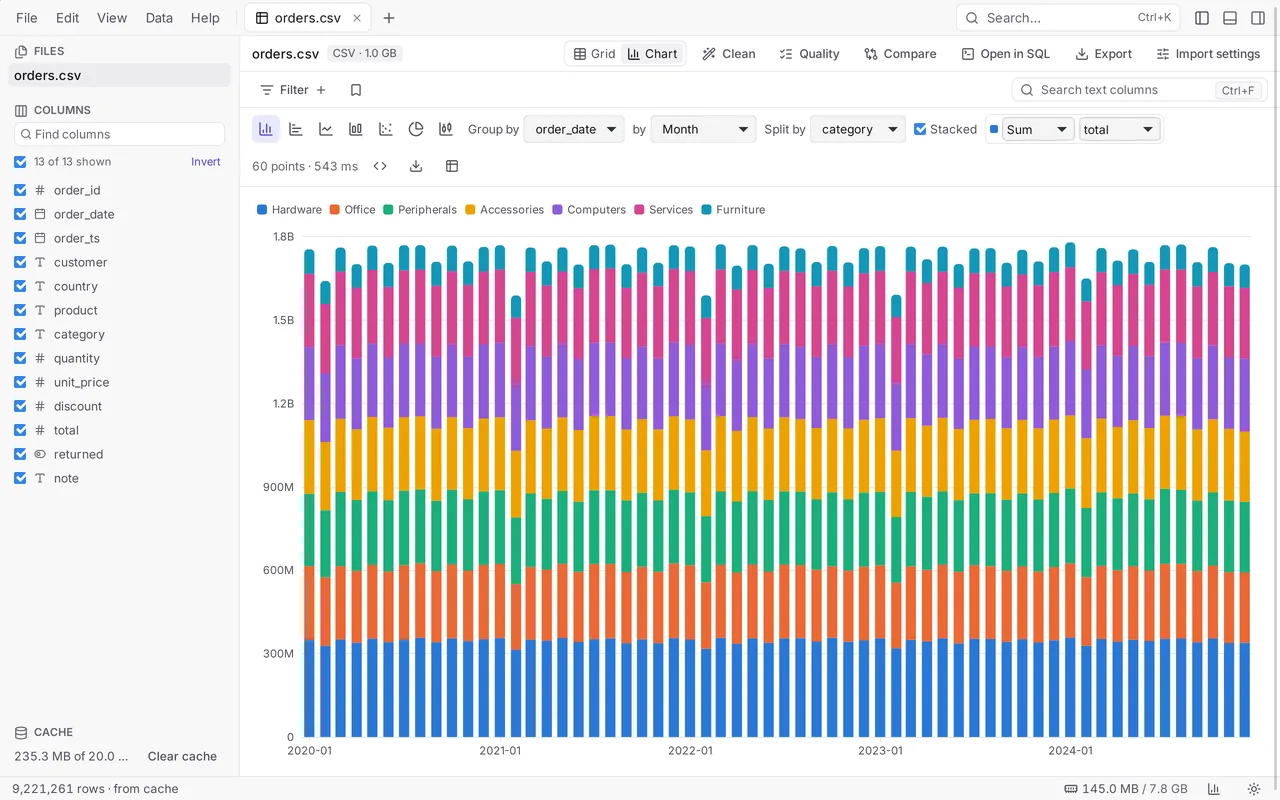 File Edit View Data Help
orders.csv
Search... Ctrl+K
FILES
orders.csv
COLUMNS
Find columns
13 of 13 shown Invert
order_id
order_date
order_ts
customer
country
product
category
quantity
unit_price
discount
total
returned
note
CACHE
235.3 MB of 20.0 ... Clear cache
orders.csv CSV · 1.0 GB Grid Chart Clean Quality Compare Open in SQL Export Import settings
Filter + Search text columns Ctrl+F
Group by order_date by Month Split by category Stacked Sum total
60 points · 543 ms
Hardware Office Peripherals Accessories Computers Services Furniture
1.8B
1.5B
1.2B
900M
600M
300M
0
2020-01 2021-01 2022-01 2023-01 2024-01
9,221,261 rows · from cache 145.0 MB / 7.8 GB